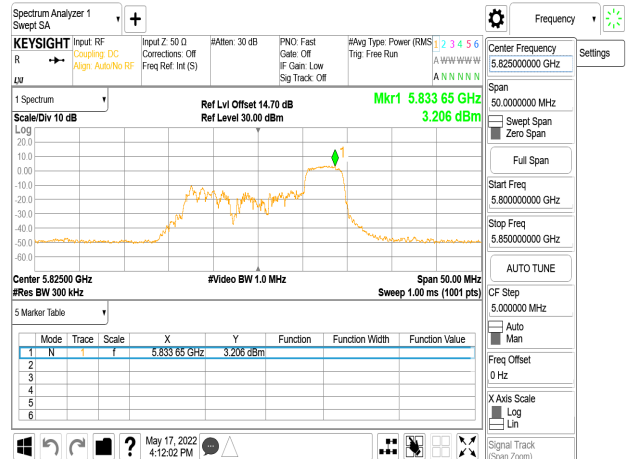 Spectrum Analyzer 1
Swept SA
Frequency
KEYSIGHT
R
Input: RF
Coupling: DC
Align: Auto/No RF
Input Z: 50 Ω
Corrections: Off
Freq Ref: Int (S)
#Atten: 30 dB
PNO: Fast
Gate: Off
IF Gain: Low
Sig Track: Off
#Avg Type: Power (RMS
Trig: Free Run
1 2 3 4 5 6
A W W W W W
A N N N N N
1 Spectrum
Scale/Div 10 dB
Log
Ref Lvl Offset 14.70 dB
Ref Level 30.00 dBm
Mkr1 5.833 65 GHz
3.206 dBm
1
20.0
10.0
0.00
-10.0
-20.0
-30.0
-40.0
-50.0
-60.0
Center 5.82500 GHz
#Res BW 300 kHz
#Video BW 1.0 MHz
Span 50.00 MHz
Sweep 1.00 ms (1001 pts)
5 Marker Table
Mode Trace Scale X Y Function Function Width Function Value
1 N 1 f 5.833 65 GHz 3.206 dBm
2
3
4
5
6
May 17, 2022
4:12:02 PM
?
Center Frequency
5.825000000 GHz
Settings
Span
50.0000000 MHz
Swept Span
Zero Span
Full Span
Start Freq
5.800000000 GHz
Stop Freq
5.850000000 GHz
AUTO TUNE
CF Step
5.000000 MHz
Auto
Man
Freq Offset
0 Hz
X Axis Scale
Log
Lin
Signal Track
(Span Zoom)